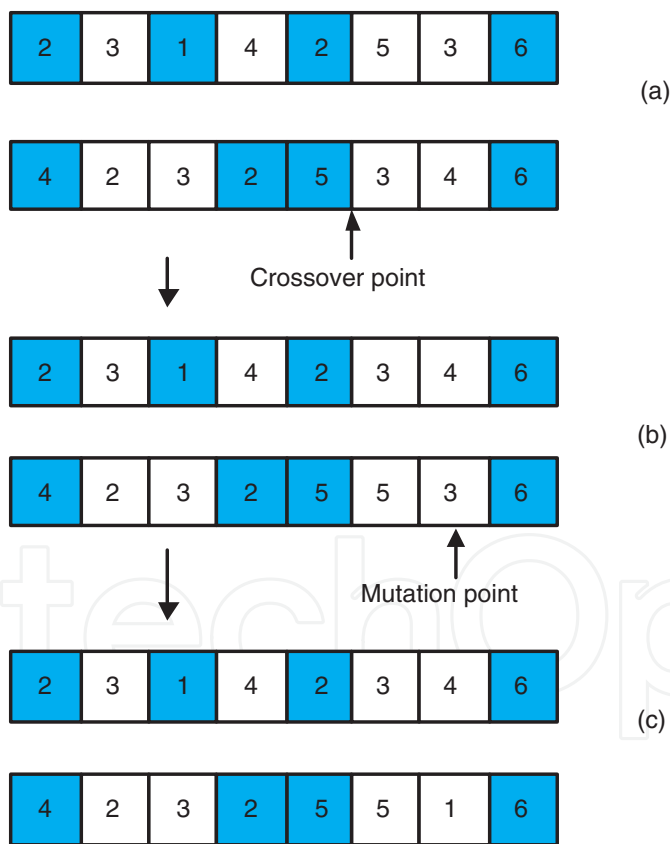 2 3 1 4 2 5 3 6
(a)
4 2 3 2 5 3 4 6
Crossover point
2 3 1 4 2 3 4 6
(b)
4 2 3 2 5 5 3 6
Mutation point
techOp
2 3 1 4 2 3 4 6
(c)
4 2 3 2 5 5 1 6